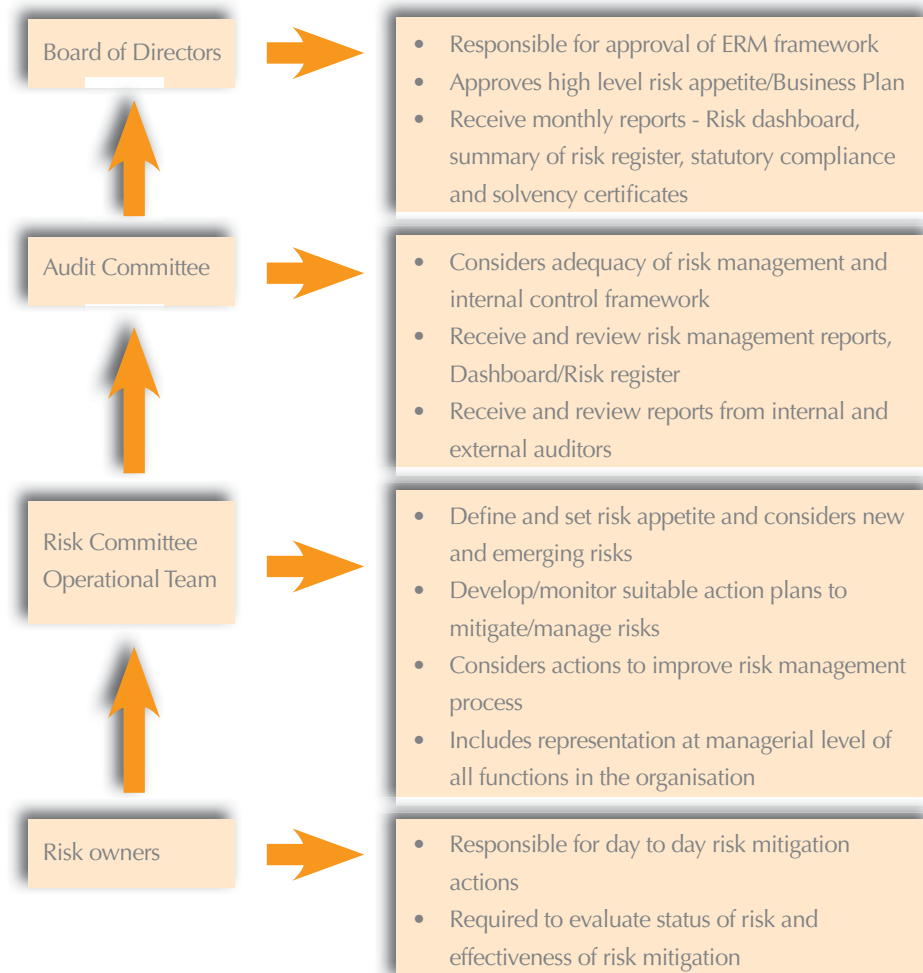 Board of Directors
• Responsible for approval of ERM framework
• Approves high level risk appetite/Business Plan
• Receive monthly reports - Risk dashboard,
summary of risk register, statutory compliance
and solvency certificates
Audit Committee
• Considers adequacy of risk management and
internal control framework
• Receive and review risk management reports,
Dashboard/Risk register
• Receive and review reports from internal and
external auditors
Risk Committee
Operational Team
• Define and set risk appetite and considers new
and emerging risks
• Develop/monitor suitable action plans to
mitigate/manage risks
• Considers actions to improve risk management
process
• Includes representation at managerial level of
all functions in the organisation
Risk owners
• Responsible for day to day risk mitigation
actions
• Required to evaluate status of risk and
effectiveness of risk mitigation